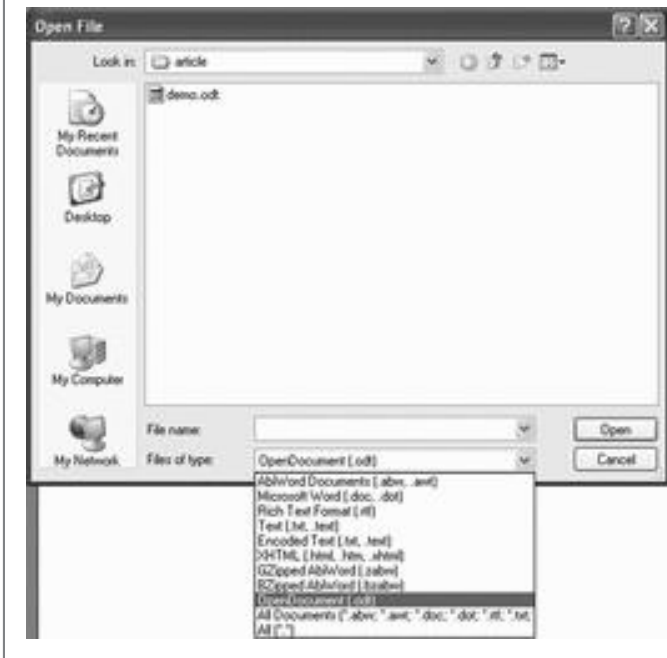 Open File
Look in:
article
demo.odt
My Recent
Documents
Desktop
My Documents
My Computer
My Network
File name:
Open
Files of type:
OpenDocument (.odt)
Cancel
AbiWord Documents (.abw, .awt)
Microsoft Word (.doc, .dot)
Rich Text Format (.rtf)
Text (.txt, .text)
Encoded Text (.txt, .text)
XHTML (.html, .htm, .xhtml)
GZipped AbiWord (.zabw)
BZipped AbiWord (.bzabw)
OpenDocument (.odt)
All Documents (*.abw; *.awt; *.doc; *.dot; *.rtf; *.txt;
All (*.*)